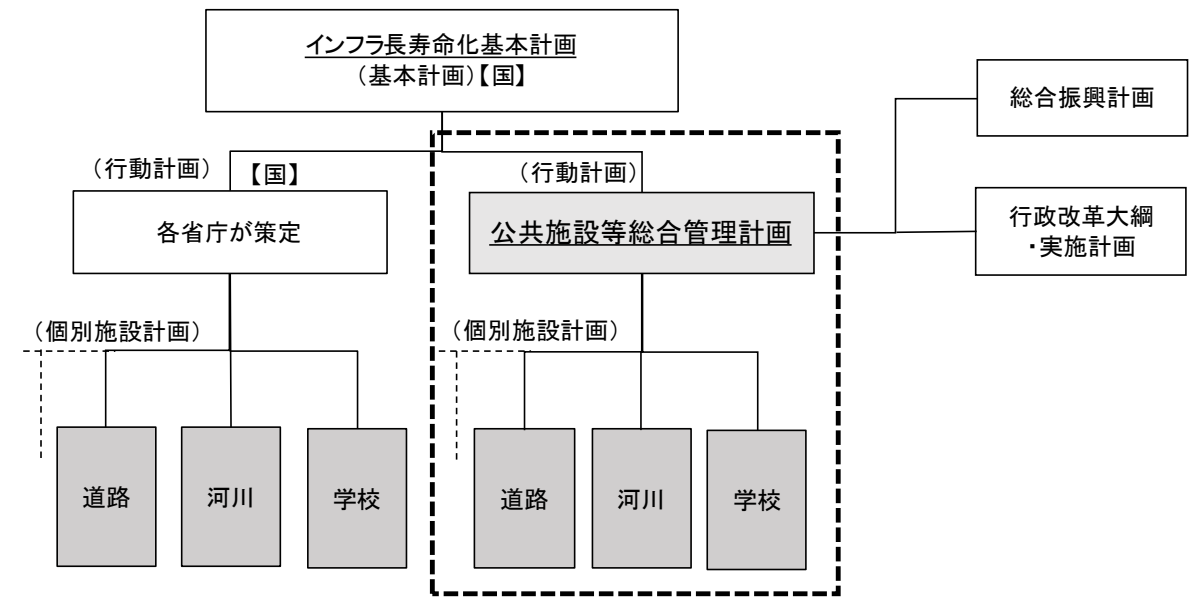 インフラ長寿命化基本計画
（基本計画）【国】
総合振興計画
（行動計画）
【国】
（行動計画）
各省庁が策定
公共施設等総合管理計画
行政改革大綱
・実施計画
（個別施設計画）
（個別施設計画）
道路
河川
学校
道路
河川
学校